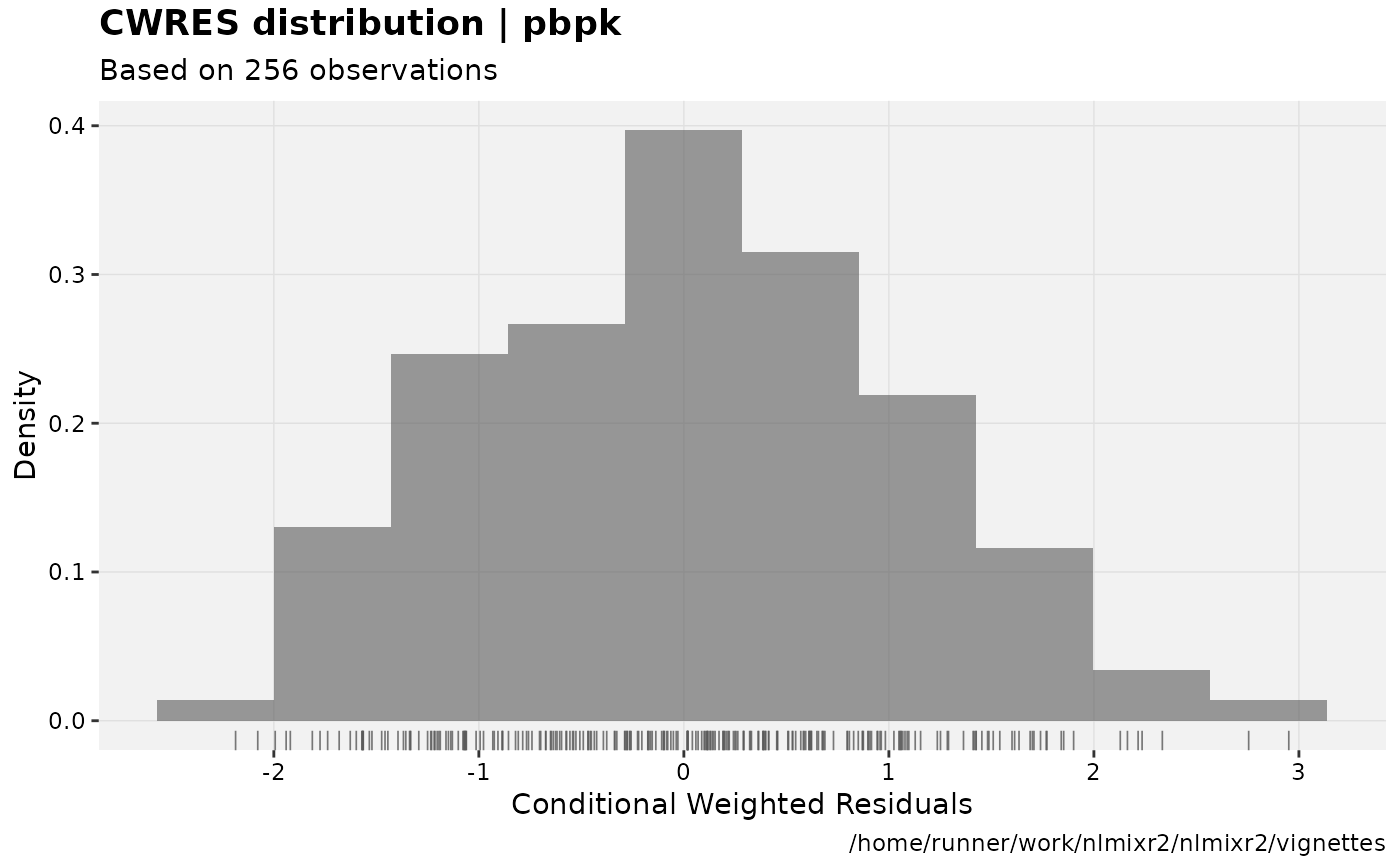 CWRES distribution | pbpk
Based on 256 observations
Density
0.4
0.3
0.2
0.1
0.0
-2 -1 0 1 2 3
Conditional Weighted Residuals
/home/runner/work/nlmixr2/nlmixr2/vignettes